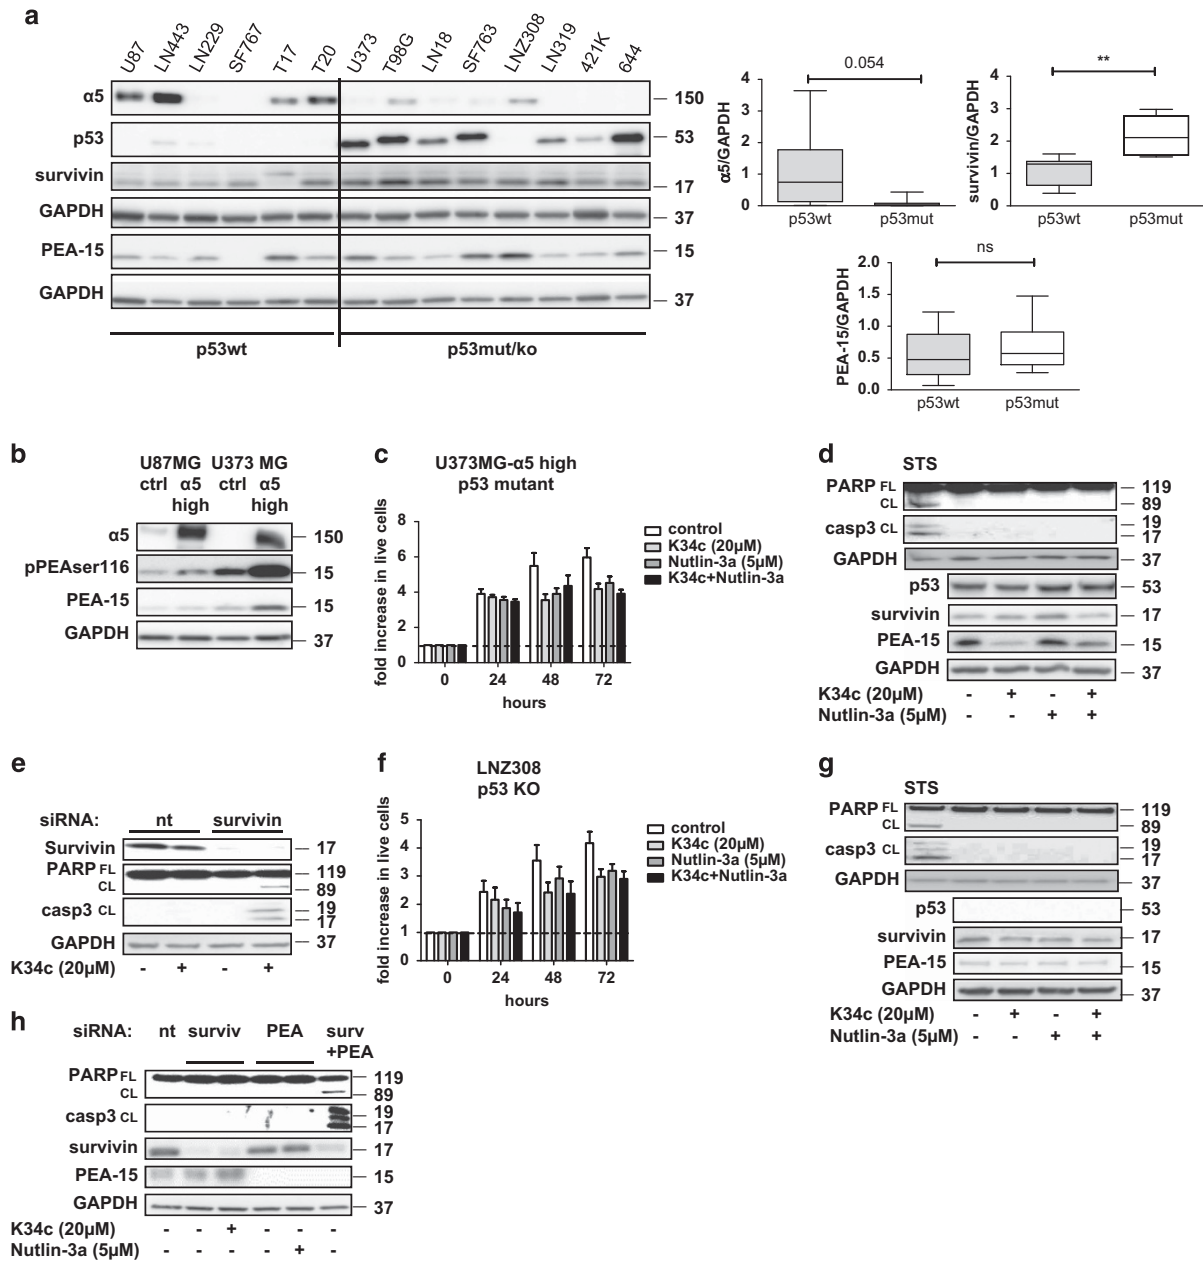 a
U87 LN443 LN229 SF767 T17 T20 U373 T98G LN18 SF763 LNZ308 LN319 421K 644
α5 150
p53 53
survivin 17
GAPDH 37
PEA-15 15
GAPDH 37
p53wt p53mut/ko
0.054
α5/GAPDH
4
3
2
1
0
p53wt p53mut
**
survivin/GAPDH
4
3
2
1
0
p53wt p53mut
ns
PEA-15/GAPDH
2.0
1.5
1.0
0.5
0.0
p53wt p53mut
b
U87MG U373 MG
ctrl α5 ctrl α5
high high
α5 150
pPEAser116 15
PEA-15 15
GAPDH 37
c
U373MG-α5 high
p53 mutant
fold increase in live cells
8
6
4
2
0
0 24 48 72
hours
control
K34c (20µM)
Nutlin-3a (5µM)
K34c+Nutlin-3a
d
STS
PARP FL 119
CL 89
casp3 CL 19
17
GAPDH 37
p53 53
survivin 17
PEA-15 15
GAPDH 37
K34c (20µM) - + - +
Nutlin-3a (5µM) - - + +
e
siRNA: nt survivin
Survivin 17
PARP FL 119
CL 89
casp3 CL 19
17
GAPDH 37
K34c (20µM) - + - +
f
LNZ308
p53 KO
fold increase in live cells
5
4
3
2
1
0
0 24 48 72
hours
control
K34c (20µM)
Nutlin-3a (5µM)
K34c+Nutlin-3a
g
STS
PARP FL 119
CL 89
casp3 CL 19
17
GAPDH 37
p53 53
survivin 17
PEA-15 15
GAPDH 37
K34c (20µM) - + - +
Nutlin-3a (5µM) - - + +
h
siRNA: nt surviv PEA surv
+PEA
PARP FL 119
CL 89
casp3 CL 19
17
survivin 17
PEA-15 15
GAPDH 37
K34c (20µM) - - + - - -
Nutlin-3a (5µM) - - - - + -